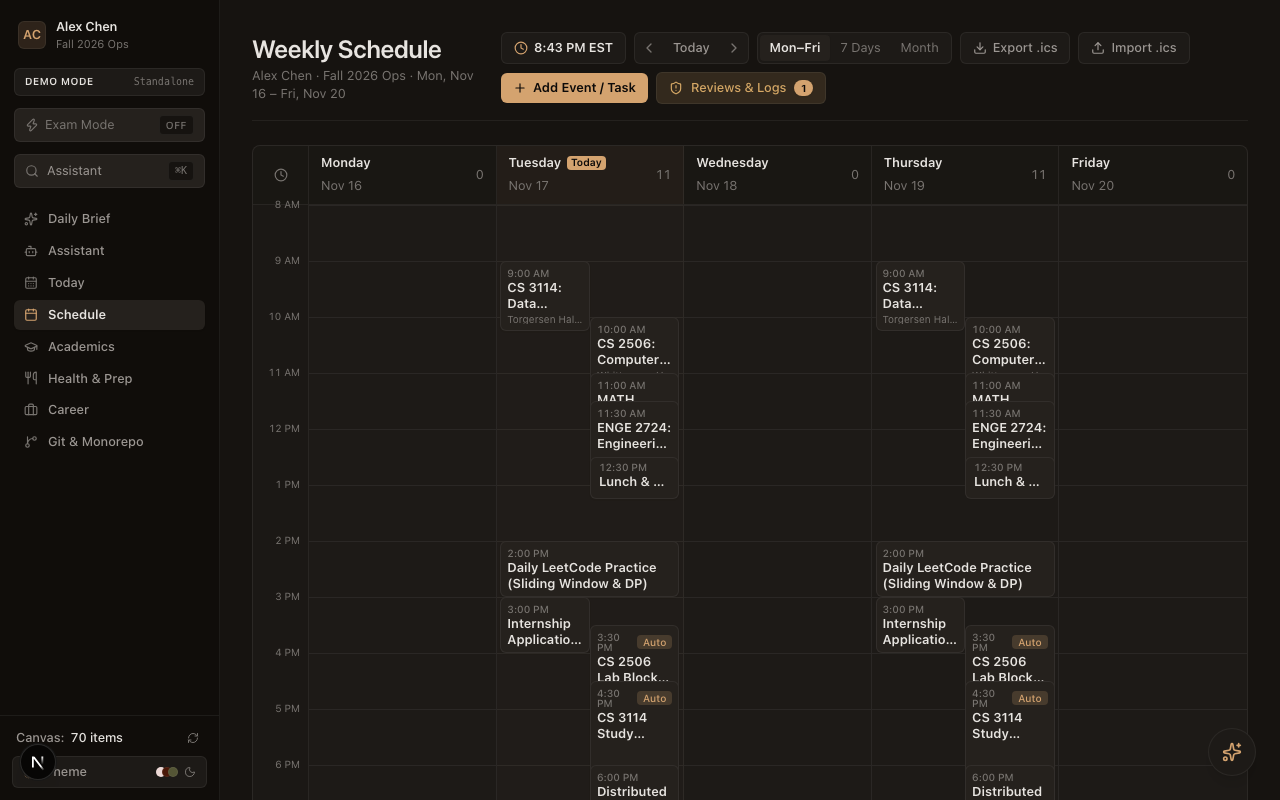 AC
Alex Chen
Fall 2026 Ops
DEMO MODE
Standalone
Exam Mode
OFF
Assistant
⌘K
Daily Brief
Assistant
Today
Schedule
Academics
Health & Prep
Career
Git & Monorepo
Canvas: 70 items
N
Weekly Schedule
Alex Chen · Fall 2026 Ops · Mon, Nov
16 – Fri, Nov 20
8:43 PM EST
Today
Mon–Fri
7 Days
Month
Export .ics
Import .ics
Add Event / Task
Reviews & Logs 1
Monday
Nov 16
0
Tuesday Today
Nov 17
11
Wednesday
Nov 18
0
Thursday
Nov 19
11
Friday
Nov 20
0
8 AM
9 AM
10 AM
11 AM
12 PM
1 PM
2 PM
3 PM
4 PM
5 PM
6 PM
9:00 AM
CS 3114:
Data...
Torgersen Hal...
10:00 AM
CS 2506:
Computer...
11:00 AM
MATH
11:30 AM
ENGE 2724:
Engineeri...
12:30 PM
Lunch & ...
2:00 PM
Daily LeetCode Practice
(Sliding Window & DP)
3:00 PM
Internship
Applicatio...
3:30
PM
Auto
CS 2506
Lab Block...
4:30
PM
Auto
CS 3114
Study...
6:00 PM
Distributed
9:00 AM
CS 3114:
Data...
Torgersen Hal...
10:00 AM
CS 2506:
Computer...
11:00 AM
MATH
11:30 AM
ENGE 2724:
Engineeri...
12:30 PM
Lunch & ...
2:00 PM
Daily LeetCode Practice
(Sliding Window & DP)
3:00 PM
Internship
Applicatio...
3:30
PM
Auto
CS 2506
Lab Block...
4:30
PM
Auto
CS 3114
Study...
6:00 PM
Distributed